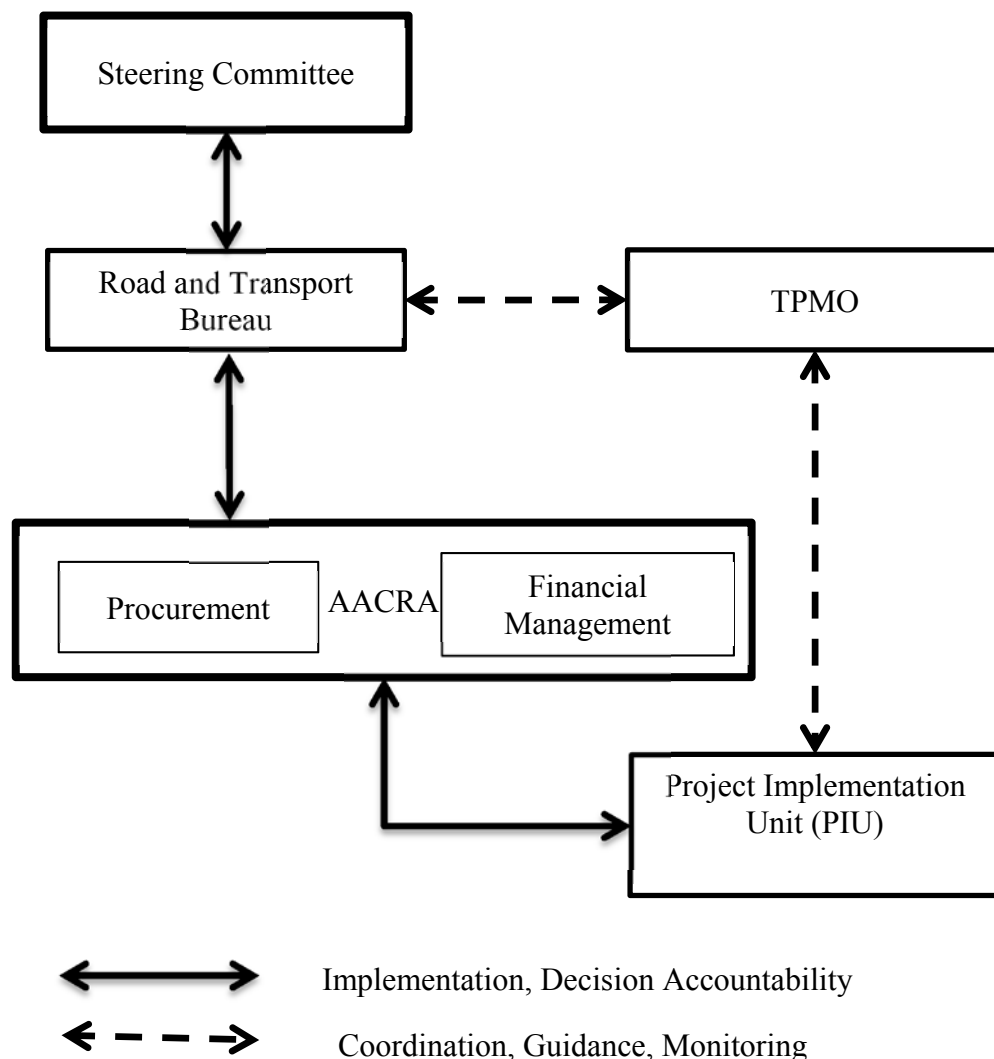 Steering Committee
Road and Transport
Bureau
TPMO
Procurement
AACRA
Financial
Management
Project Implementation
Unit (PIU)
Implementation, Decision Accountability
Coordination, Guidance, Monitoring